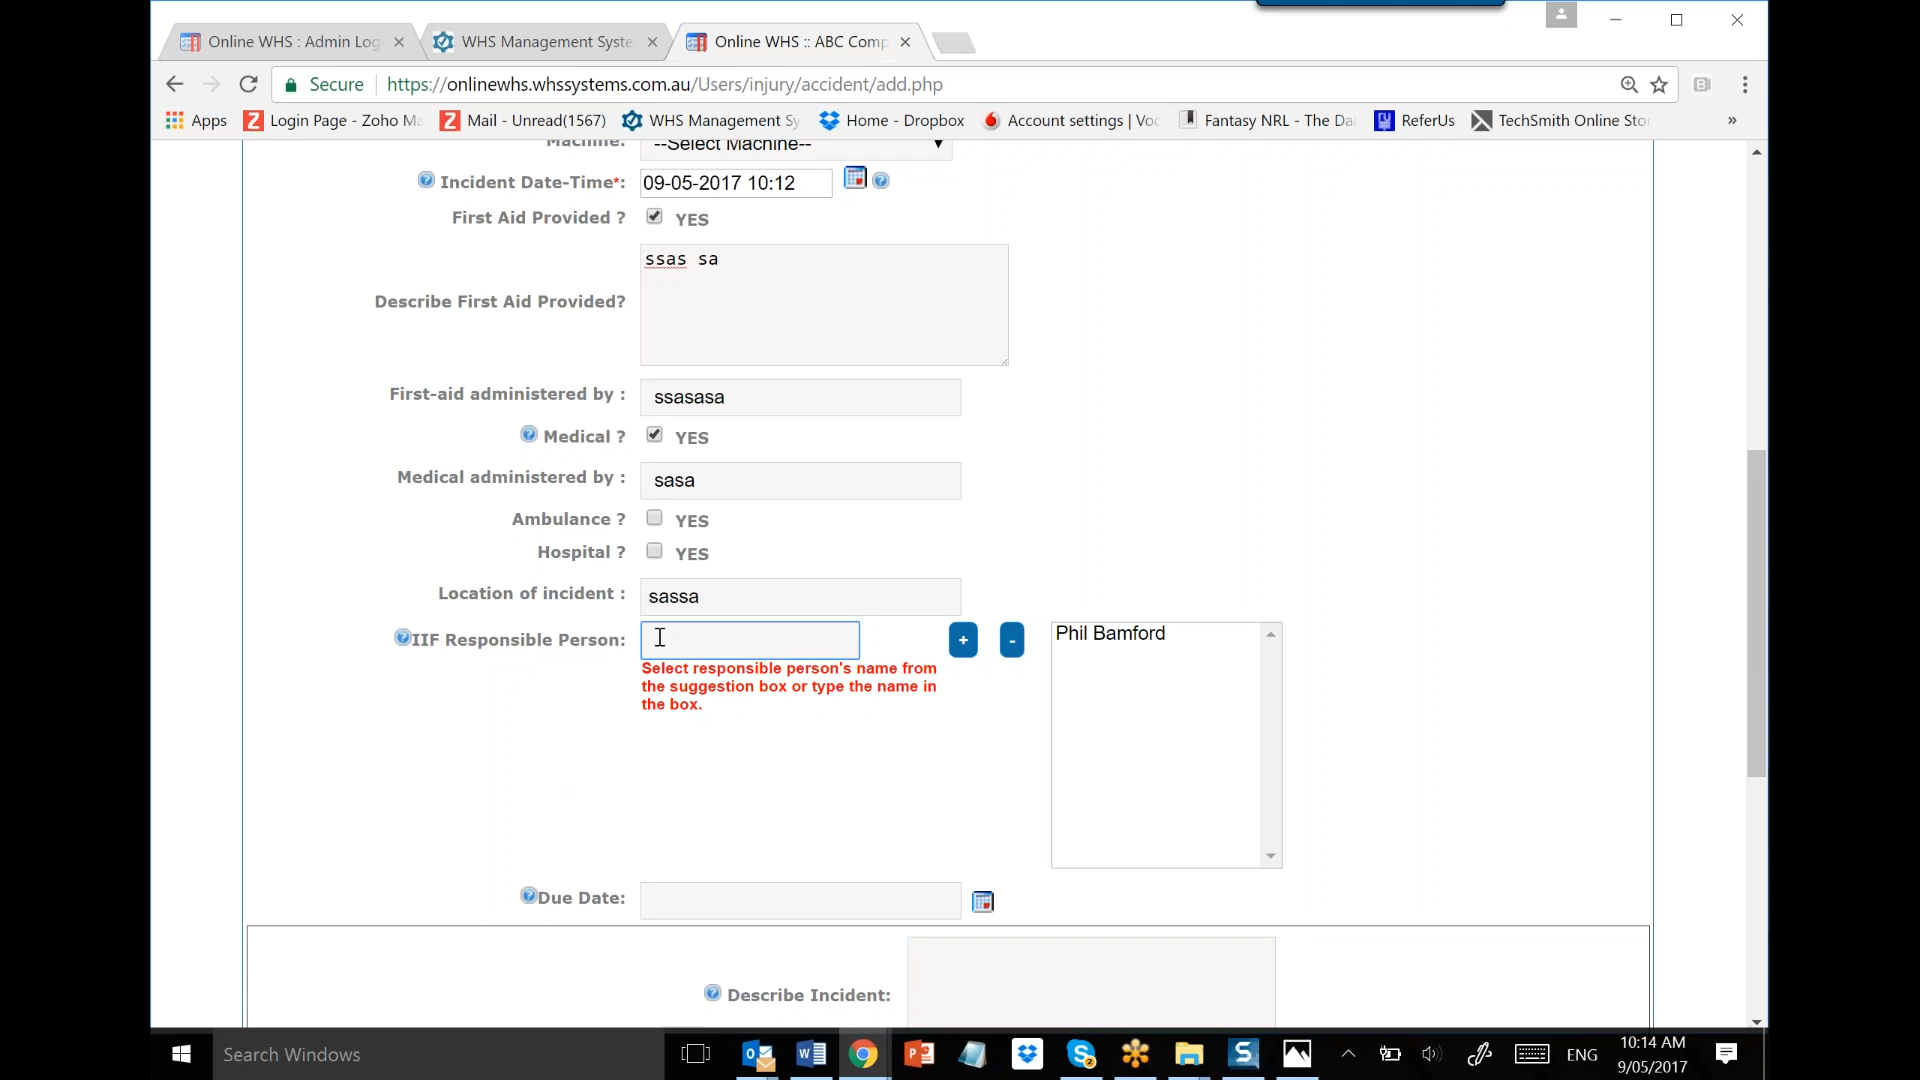 Online WHS : Admin Log
WHS Management Syste
Online WHS :: ABC Comp
Secure
https://onlinewhs.whssystems.com.au/Users/injury/accident/add.php
Apps
Login Page - Zoho Ma
Mail - Unread(1567)
WHS Management Sy
Home - Dropbox
Account settings | Voc
Fantasy NRL - The Da
ReferUs
TechSmith Online Stor
»
Machine:
--Select Machine--
Incident Date-Time*:
09-05-2017 10:12
First Aid Provided ?
YES
Describe First Aid Provided?
ssas sa
First-aid administered by :
ssasasa
Medical ?
YES
Medical administered by :
sasa
Ambulance ?
YES
Hospital ?
YES
Location of incident :
sassa
IIF Responsible Person:
+
-
Phil Bamford
Select responsible person's name from
the suggestion box or type the name in
the box.
Due Date:
Describe Incident:
Search Windows
ENG
10:14 AM
9/05/2017